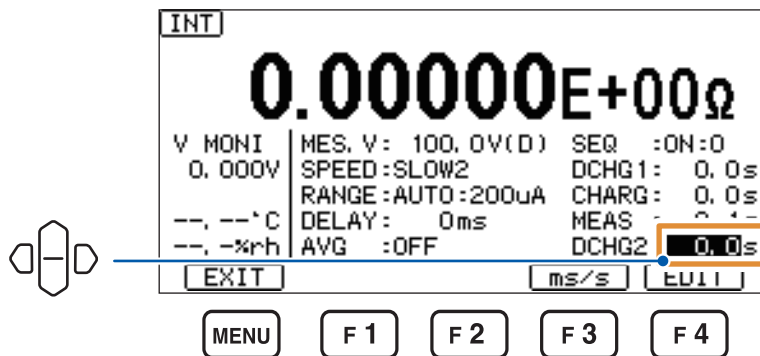 INT
0.00000E+00Ω
V MONI MES.V: 100.0V(D) SEQ :ON:0
0.000V SPEED:SLOW2 DCHG1: 0.0s
RANGE:AUTO:200uA CHARG: 0.0s
--.--°C DELAY: 0ms MEAS
--.-%rh AVG :OFF DCHG2 0.0s
EXIT ms/s EDIT
MENU F 1 F 2 F 3 F 4